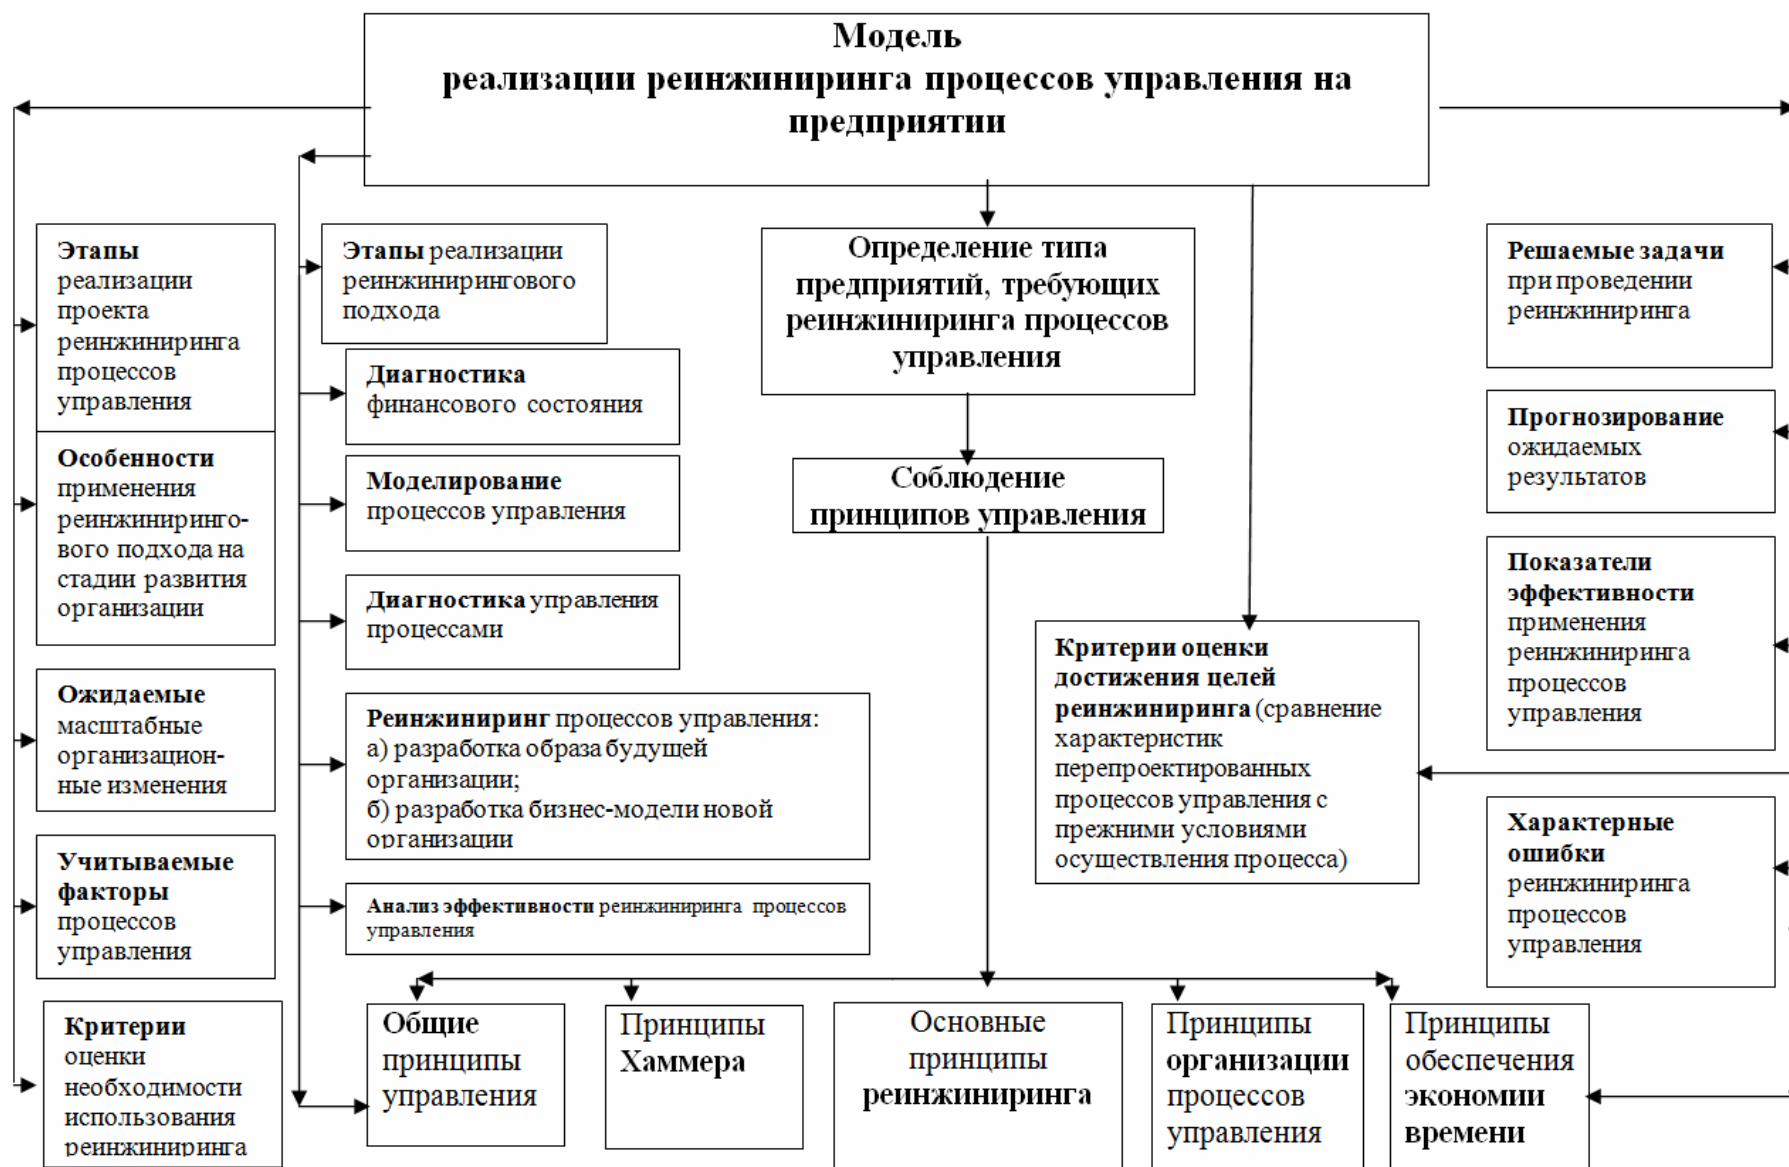 Модель
реализации реинжиниринга процессов управления на
предприятии
Этапы
реализации
проекта
реинжиниринга
процессов
управления
Особенности
применения
реинжиниринго-
вого подхода на
стадии развития
организации
Ожидаемые
масштабные
организацион-
ные изменения
Учитываемые
факторы
процессов
управления
Критерии
оценки
необходимости
использования
реинжиниринга
Этапы реализации
реинжинирингового
подхода
Диагностика
финансового состояния
Моделирование
процессов управления
Диагностика управления
процессами
Реинжиниринг процессов управления:
а) разработка образа будущей
организации;
б) разработка бизнес-модели новой
организации
Анализ эффективности реинжиниринга процессов
управления
Определение типа
предприятий, требующих
реинжиниринга процессов
управления
Соблюдение
принципов управления
Критерии оценки
достижения целей
реинжиниринга (сравнение
характеристик
перепроектированных
процессов управления с
прежними условиями
осуществления процесса)
Решаемые задачи
при проведении
реинжиниринга
Прогнозирование
ожидаемых
результатов
Показатели
эффективности
применения
реинжиниринга
процессов
управления
Характерные
ошибки
реинжиниринга
процессов
управления
Общие
принципы
управления
Принципы
Хаммера
Основные
принципы
реинжиниринга
Принципы
организации
процессов
управления
Принципы
обеспечения
экономии
времени